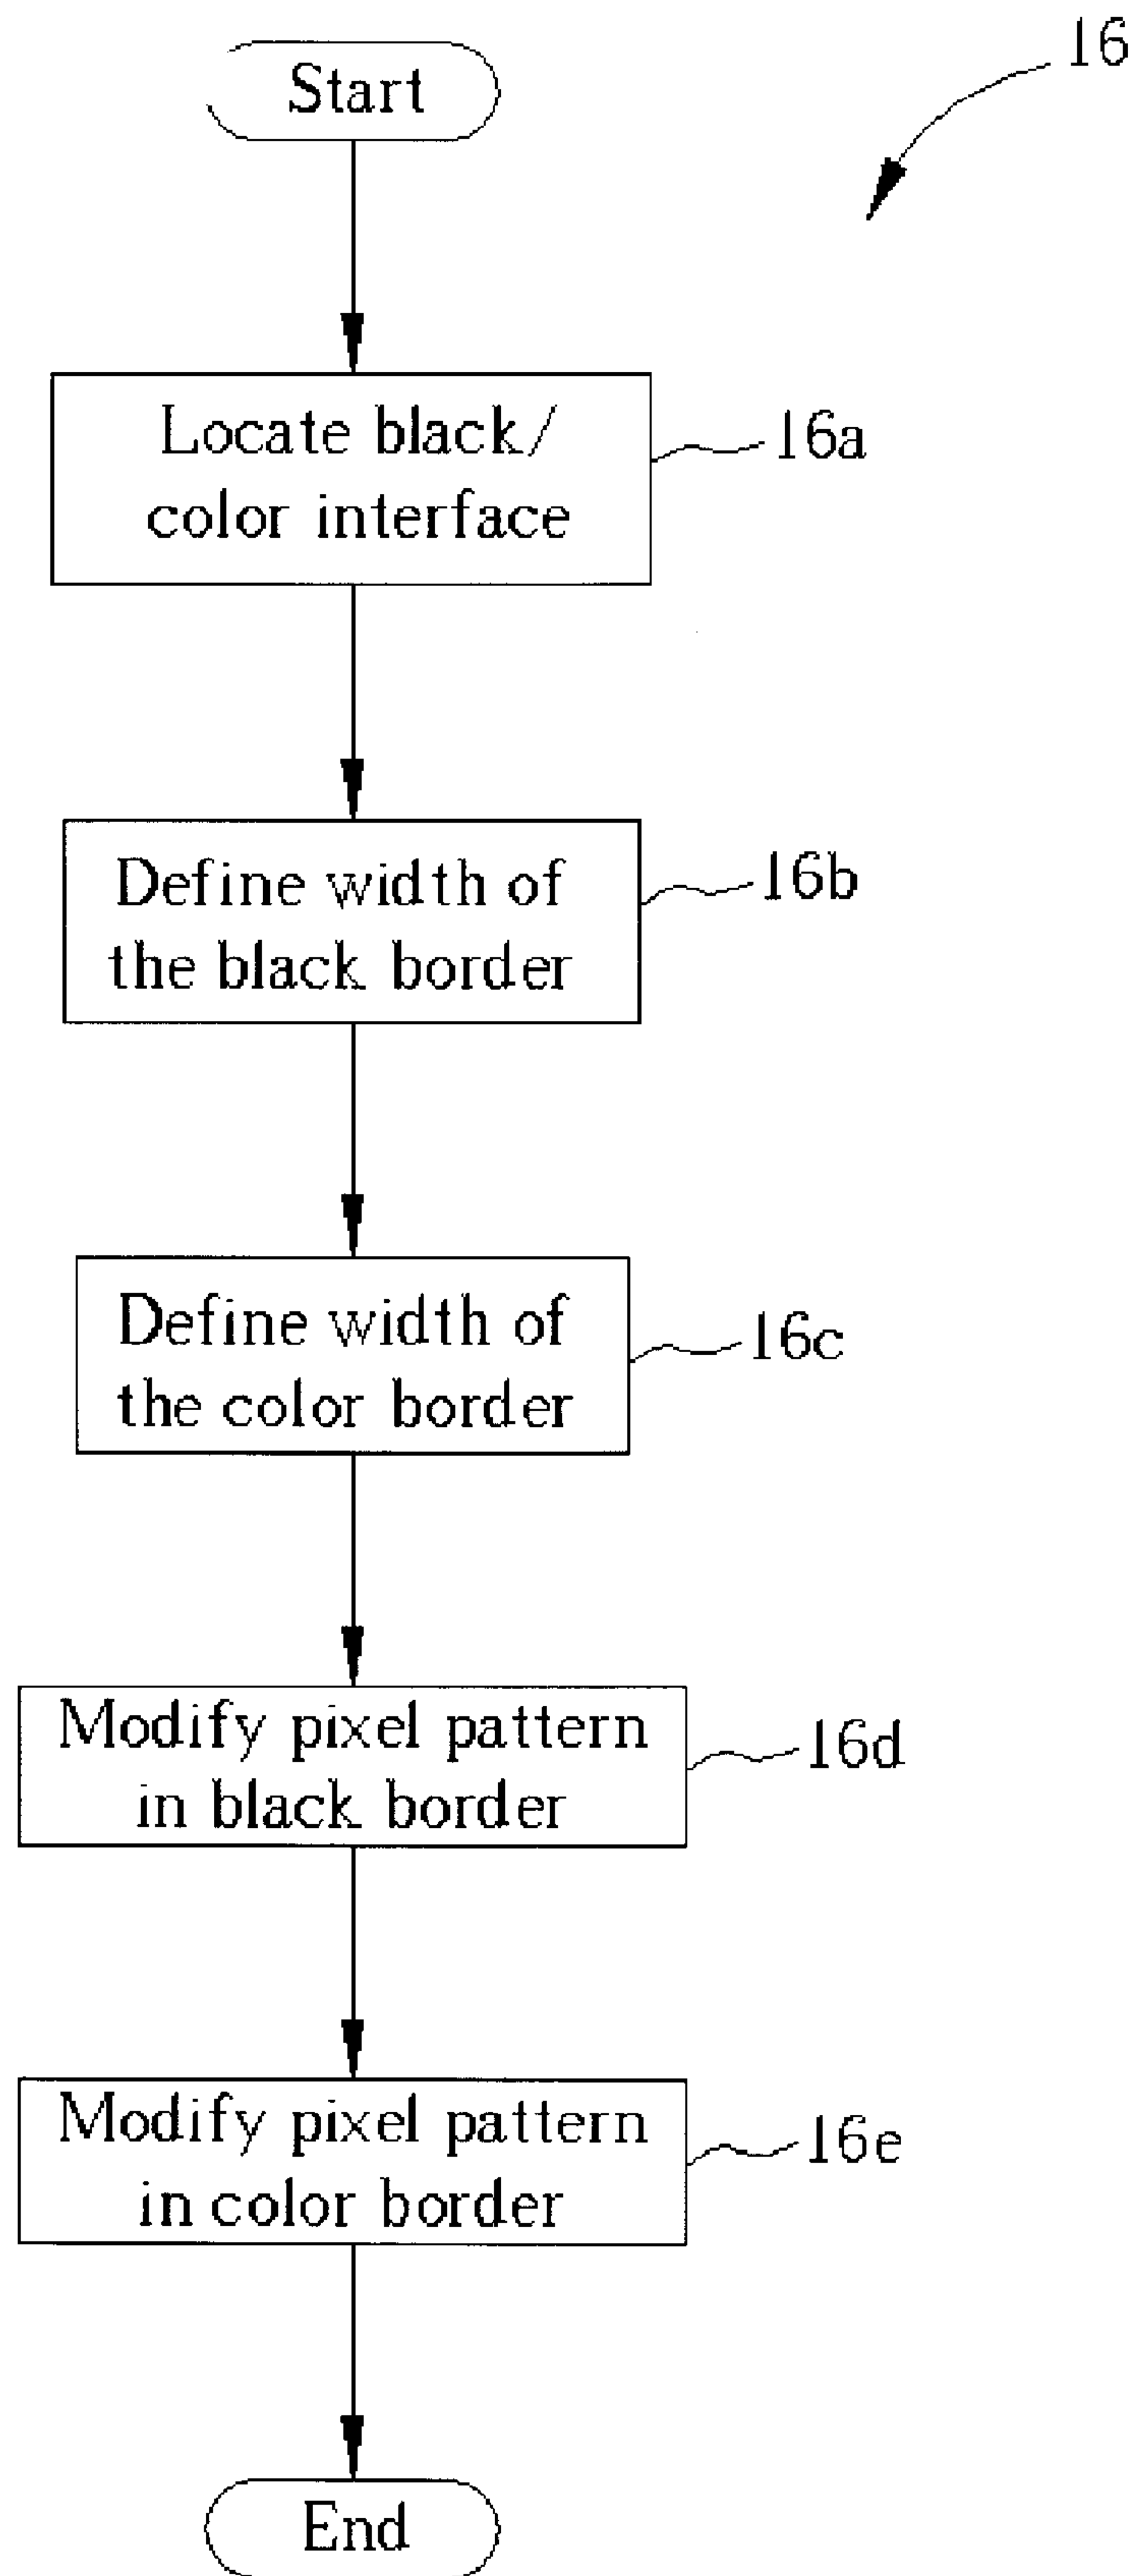 16
Start
Locate black/
color interface
16a
Define width of
the black border
16b
Define width of
the color border
16c
Modify pixel pattern
in black border
16d
Modify pixel pattern
in color border
16e
End